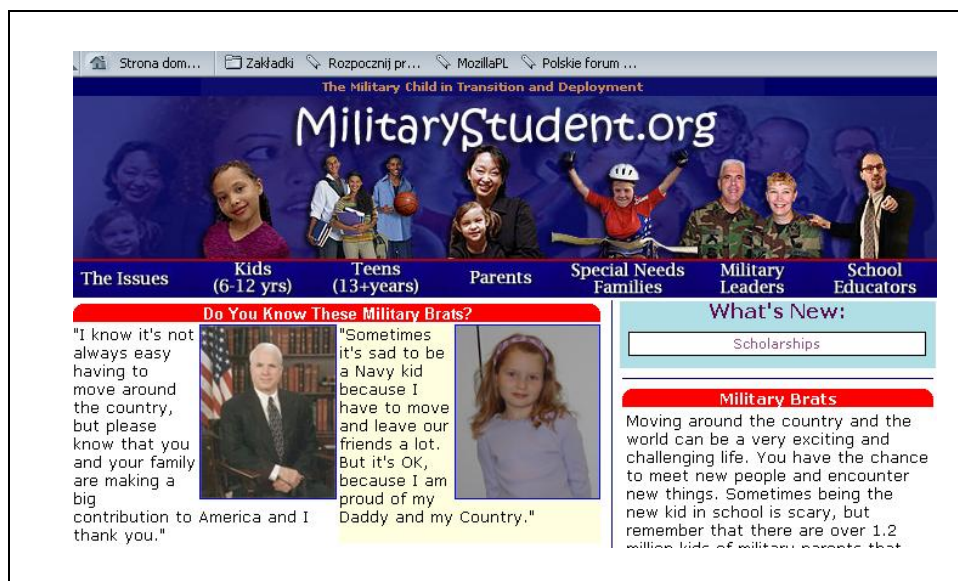 Strona dom... Zakładki Rozpocznij pr... MozillaPL Polskie forum ...
The Military Child in Transition and Deployment
MilitaryStudent.org
The Issues
Kids
(6-12 yrs)
Teens
(13+years)
Parents
Special Needs
Families
Military
Leaders
School
Educators
Do You Know These Military Brats?
"I know it's not
always easy
having to
move around
the country,
but please
know that you
and your family
are making a
big
contribution to America and I
thank you."
"Sometimes
it's sad to be
a Navy kid
because I
have to move
and leave our
friends a lot.
But it's OK,
because I am
proud of my
Daddy and my Country."
What's New:
Scholarships
Military Brats
Moving around the country and the
world can be a very exciting and
challenging life. You have the chance
to meet new people and encounter
new things. Sometimes being the
new kid in school is scary, but
remember that there are over 1.2
million kids of military parents that